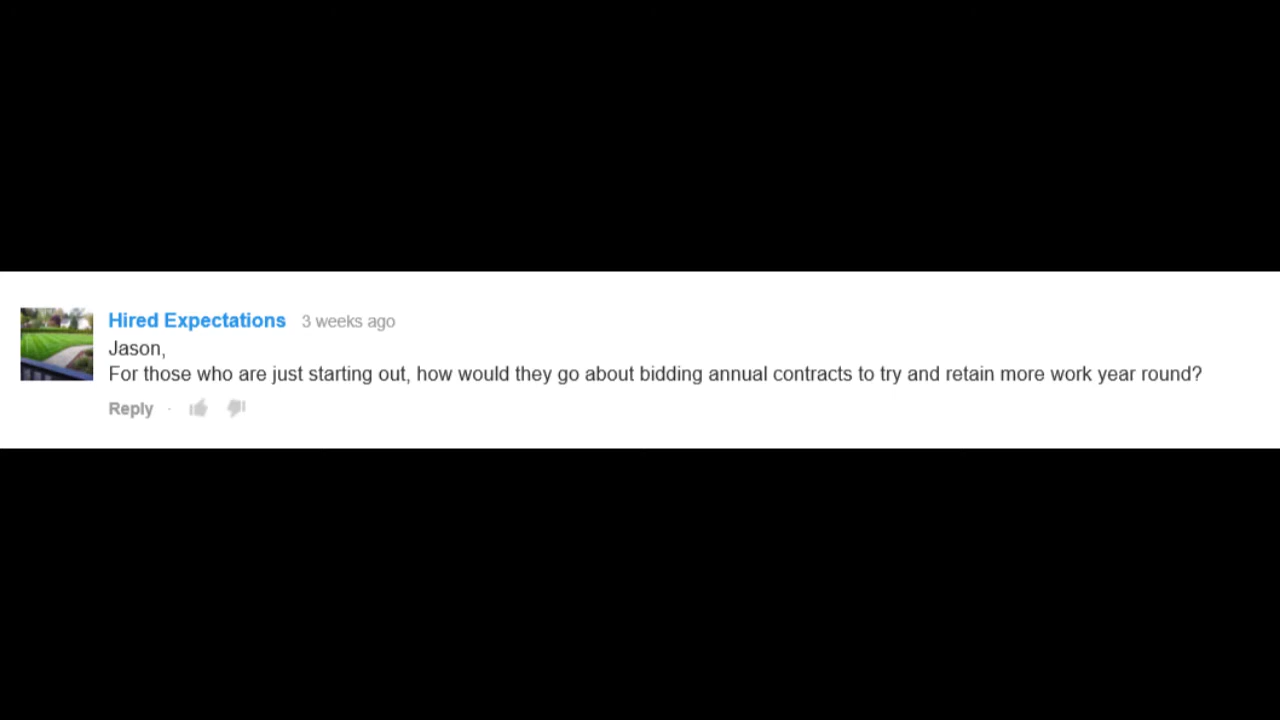 Hired Expectations 3 weeks ago
Jason,
For those who are just starting out, how would they go about bidding annual contracts to try and retain more work year round?
Reply ·